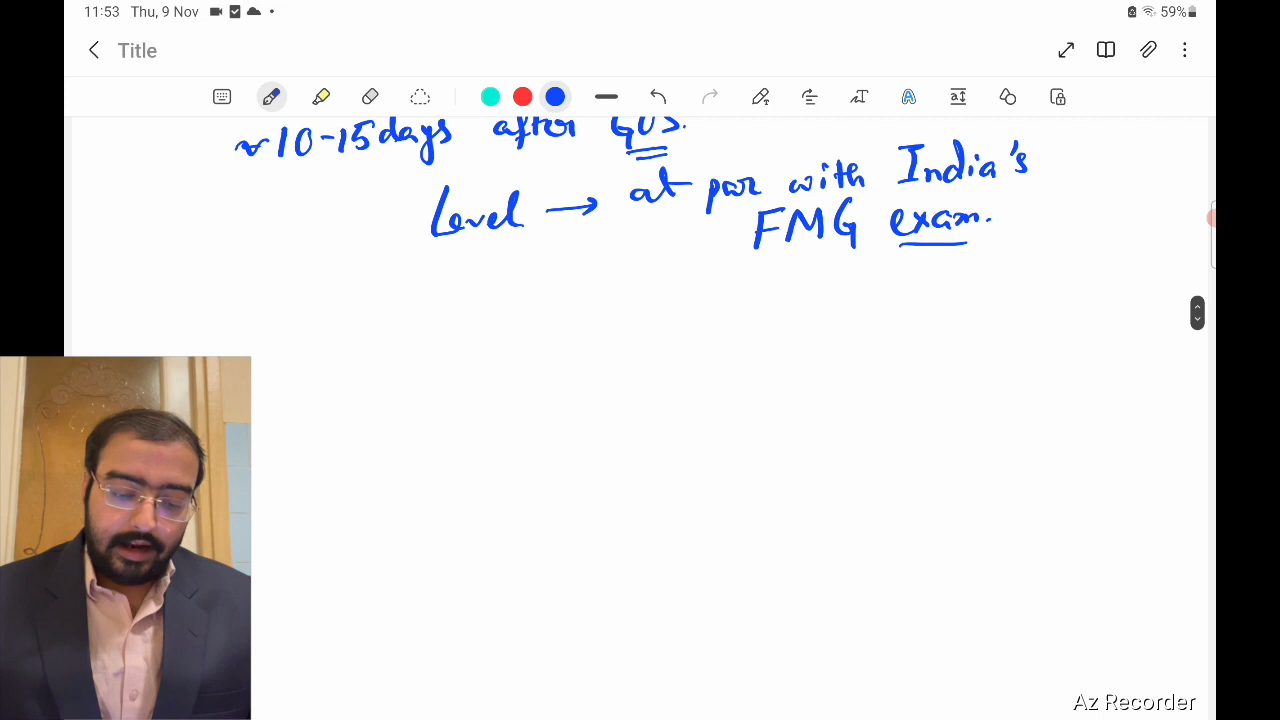 11:53 Thu, 9 Nov
59%
Title
~10-15 days after GOS.
Level → at par with India's
FMG exam.
Az Recorder